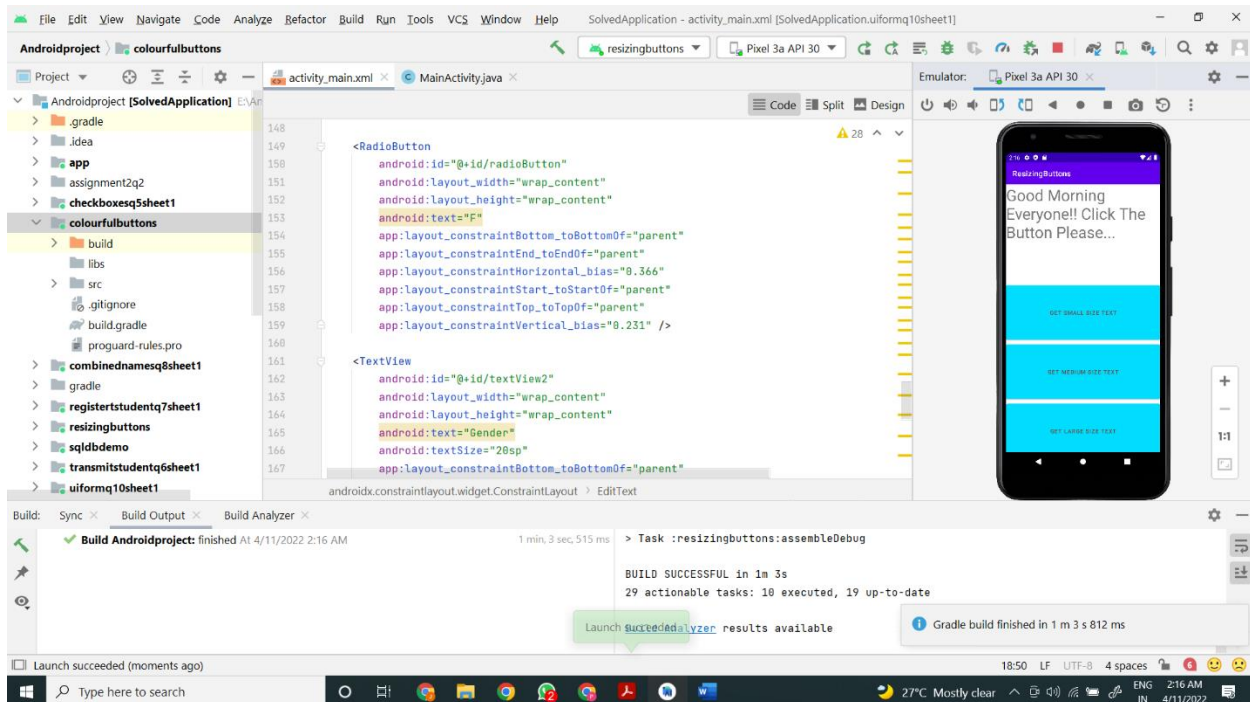 File Edit View Navigate Code Analyze Refactor Build Run Tools VCS Window Help SolvedApplication - activity_main.xml [SolvedApplication.uiformq10sheet1]
Androidproject colourfulbuttons resizingbuttons Pixel 3a API 30
Project activity_main.xml MainActivity.java Emulator: Pixel 3a API 30
Code Split Design
28
Androidproject [SolvedApplication] E:\An
.gradle
.idea
app
assignment2q2
checkboxesq5sheet1
colourfulbuttons
build
libs
src
.gitignore
build.gradle
proguard-rules.pro
combinednamesq8sheet1
gradle
registertstudentq7sheet1
resizingbuttons
sqldbdemo
transmitstudentq6sheet1
uiformq10sheet1
148
149 <RadioButton
150 android:id="@+id/radioButton"
151 android:layout_width="wrap_content"
152 android:layout_height="wrap_content"
153 android:text="F"
154 app:layout_constraintBottom_toBottomOf="parent"
155 app:layout_constraintEnd_toEndOf="parent"
156 app:layout_constraintHorizontal_bias="0.366"
157 app:layout_constraintStart_toStartOf="parent"
158 app:layout_constraintTop_toTopOf="parent"
159 app:layout_constraintVertical_bias="0.231" />
160
161 <TextView
162 android:id="@+id/textView2"
163 android:layout_width="wrap_content"
164 android:layout_height="wrap_content"
165 android:text="Gender"
166 android:textSize="20sp"
167 app:layout_constraintBottom_toBottomOf="parent"
androidx.constraintlayout.widget.ConstraintLayout EditText
2:16
ResizingButtons
Good Morning
Everyone!! Click The
Button Please...
GET SMALL SIZE TEXT
GET MEDIUM SIZE TEXT
GET LARGE SIZE TEXT
1:1
Build: Sync Build Output Build Analyzer
Build Androidproject: finished At 4/11/2022 2:16 AM 1 min, 3 sec, 515 ms
> Task :resizingbuttons:assembleDebug
BUILD SUCCESSFUL in 1m 3s
29 actionable tasks: 10 executed, 19 up-to-date
Build Analyzer results available
Launch succeeded
Gradle build finished in 1 m 3 s 812 ms
Launch succeeded (moments ago) 18:50 LF UTF-8 4 spaces
Type here to search 27°C Mostly clear ENG 2:16 AM
IN 4/11/2022